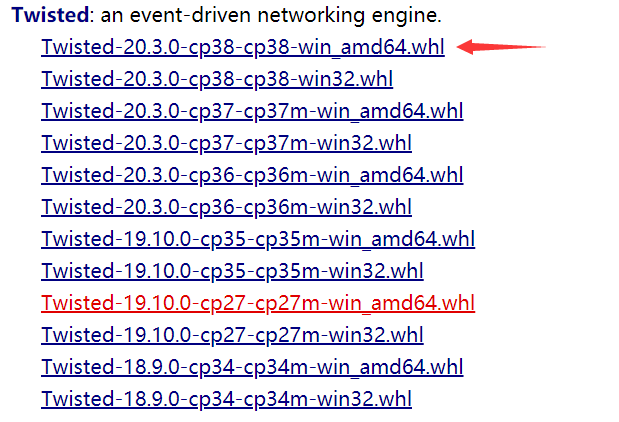 Twisted: an event-driven networking engine.
Twisted-20.3.0-cp38-cp38-win_amd64.whl
Twisted-20.3.0-cp38-cp38-win32.whl
Twisted-20.3.0-cp37-cp37m-win_amd64.whl
Twisted-20.3.0-cp37-cp37m-win32.whl
Twisted-20.3.0-cp36-cp36m-win_amd64.whl
Twisted-20.3.0-cp36-cp36m-win32.whl
Twisted-19.10.0-cp35-cp35m-win_amd64.whl
Twisted-19.10.0-cp35-cp35m-win32.whl
Twisted-19.10.0-cp27-cp27m-win_amd64.whl
Twisted-19.10.0-cp27-cp27m-win32.whl
Twisted-18.9.0-cp34-cp34m-win_amd64.whl
Twisted-18.9.0-cp34-cp34m-win32.whl